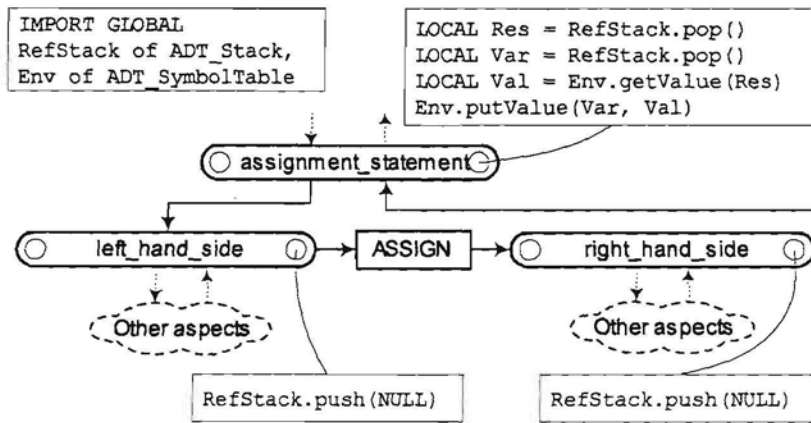 IMPORT GLOBAL
RefStack of ADT_Stack,
Env of ADT_SymbolTable
LOCAL Res = RefStack.pop()
LOCAL Var = RefStack.pop()
LOCAL Val = Env.getValue(Res)
Env.putValue(Var, Val)
assignment_statement
left_hand_side
ASSIGN
right_hand_side
Other aspects
Other aspects
RefStack.push(NULL)
RefStack.push(NULL)